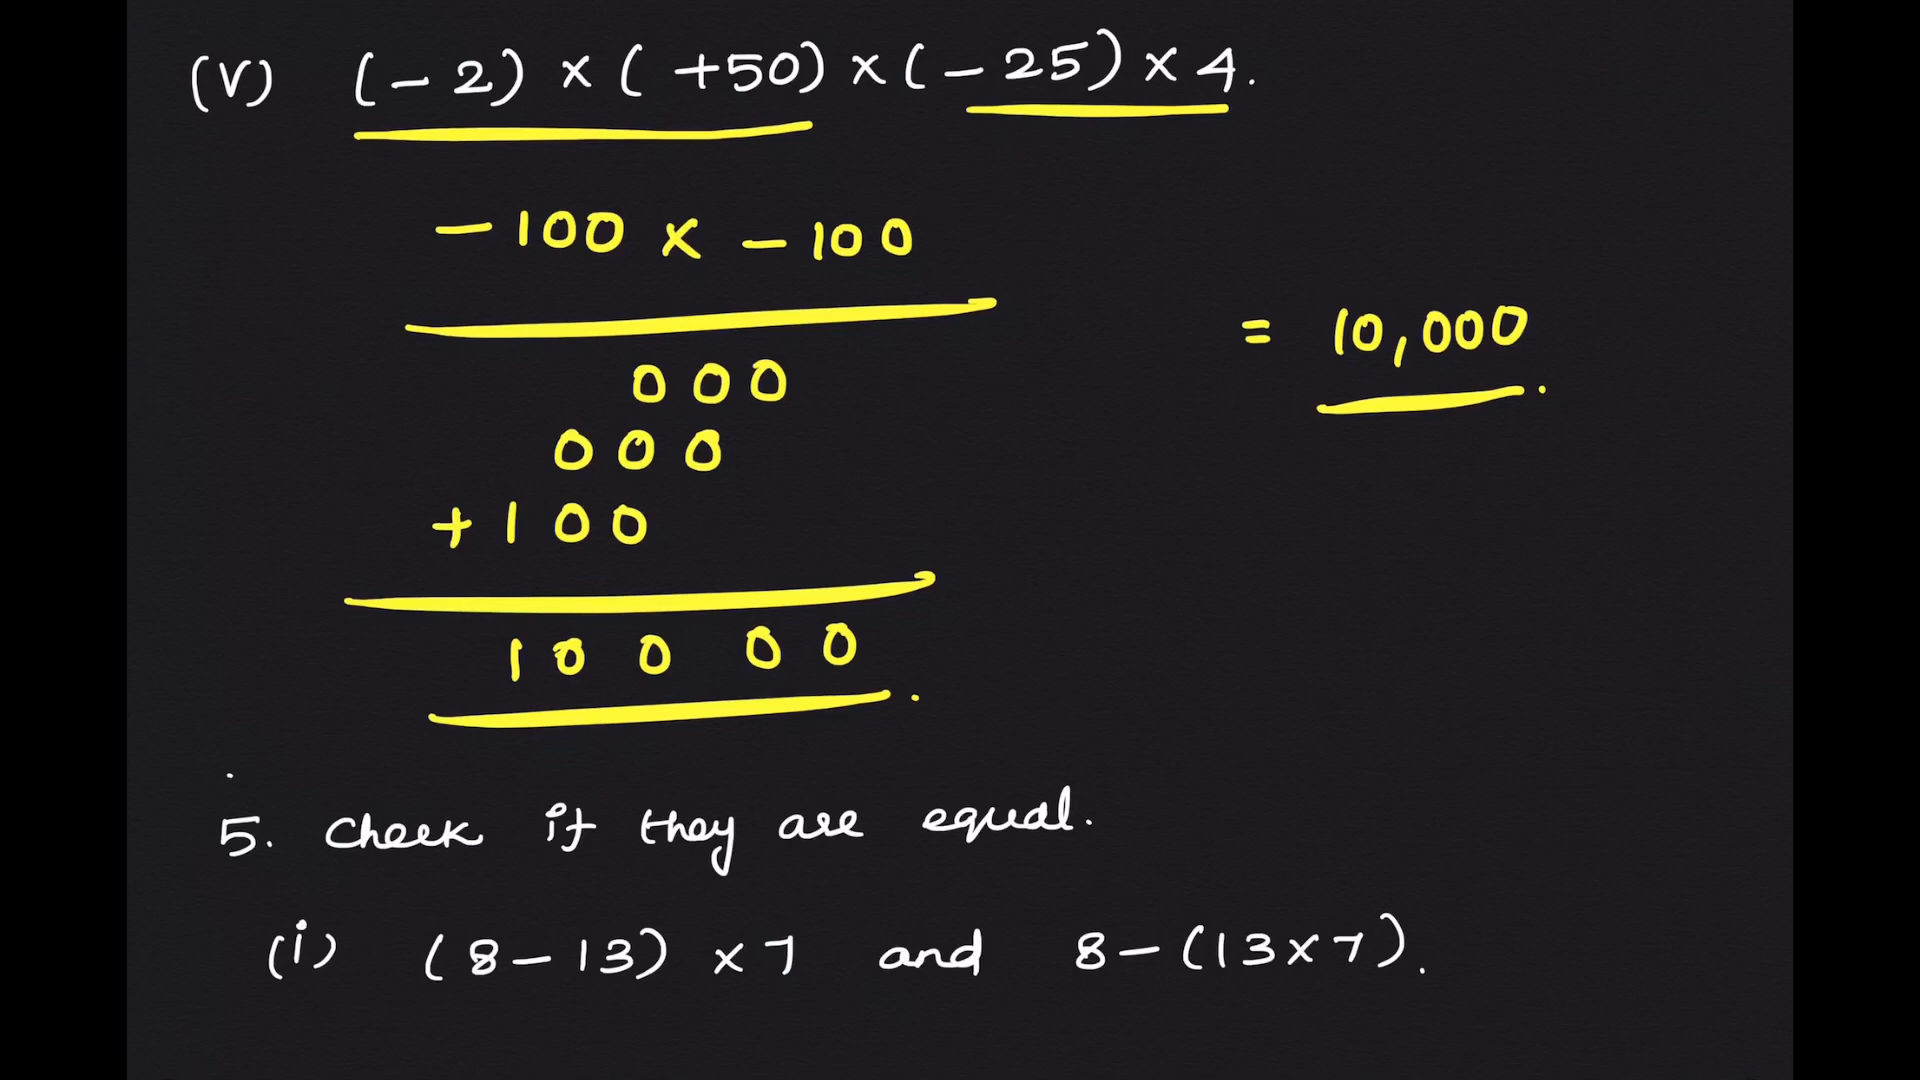 (V) (-2) × (+50) × (-25) × 4.
-100 × -100
= 10,000.
000
000
+100
10000.
5. Check if they are equal.
(i) (8-13) × 7 and 8-(13×7).